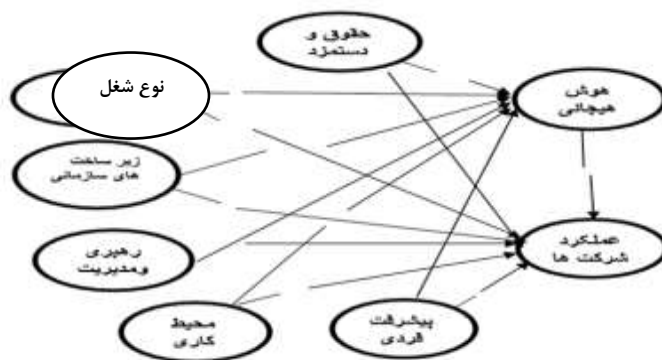 حقوق و
دستمزد
هوش
هیجانی
نوع شغل
زیر ساخت
های سازمانی
رهبری
ومدیریت
عملکرد
شرکت ها
محیط
کاری
پیشرفت
فردی